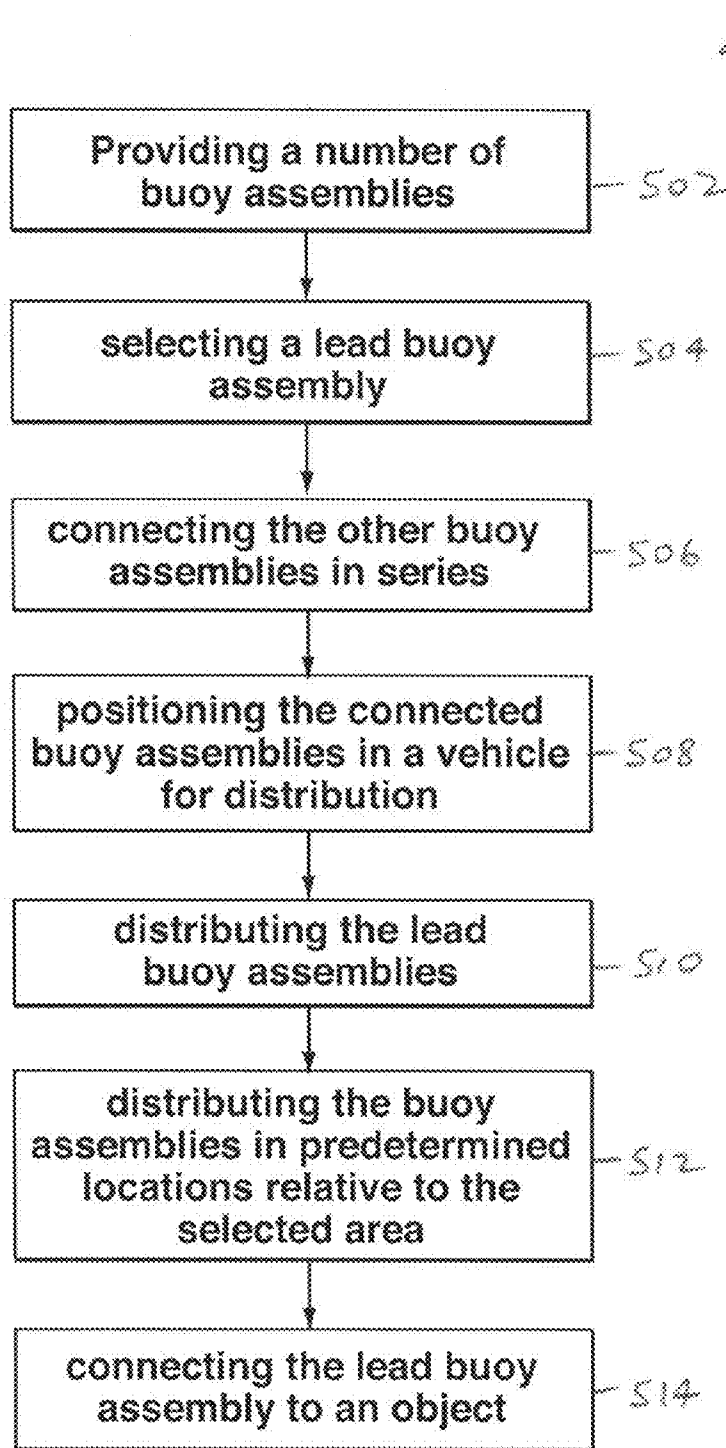 Providing a number of
buoy assemblies
502
selecting a lead buoy
assembly
504
connecting the other buoy
assemblies in series
506
positioning the connected
buoy assemblies in a vehicle
for distribution
508
distributing the lead
buoy assemblies
510
distributing the buoy
assemblies in predetermined
locations relative to the
selected area
512
connecting the lead buoy
assembly to an object
514